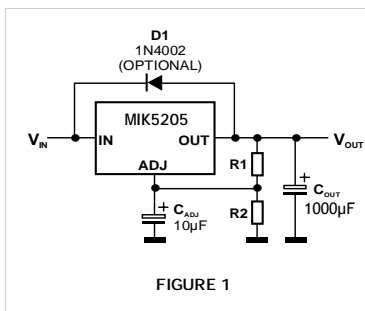 D1
1N4002
(OPTIONAL)
MIK5205
VIN
IN
OUT
VOUT
ADJ
R1
+
CADJ
10µF
R2
+
COUT
1000µF
FIGURE 1